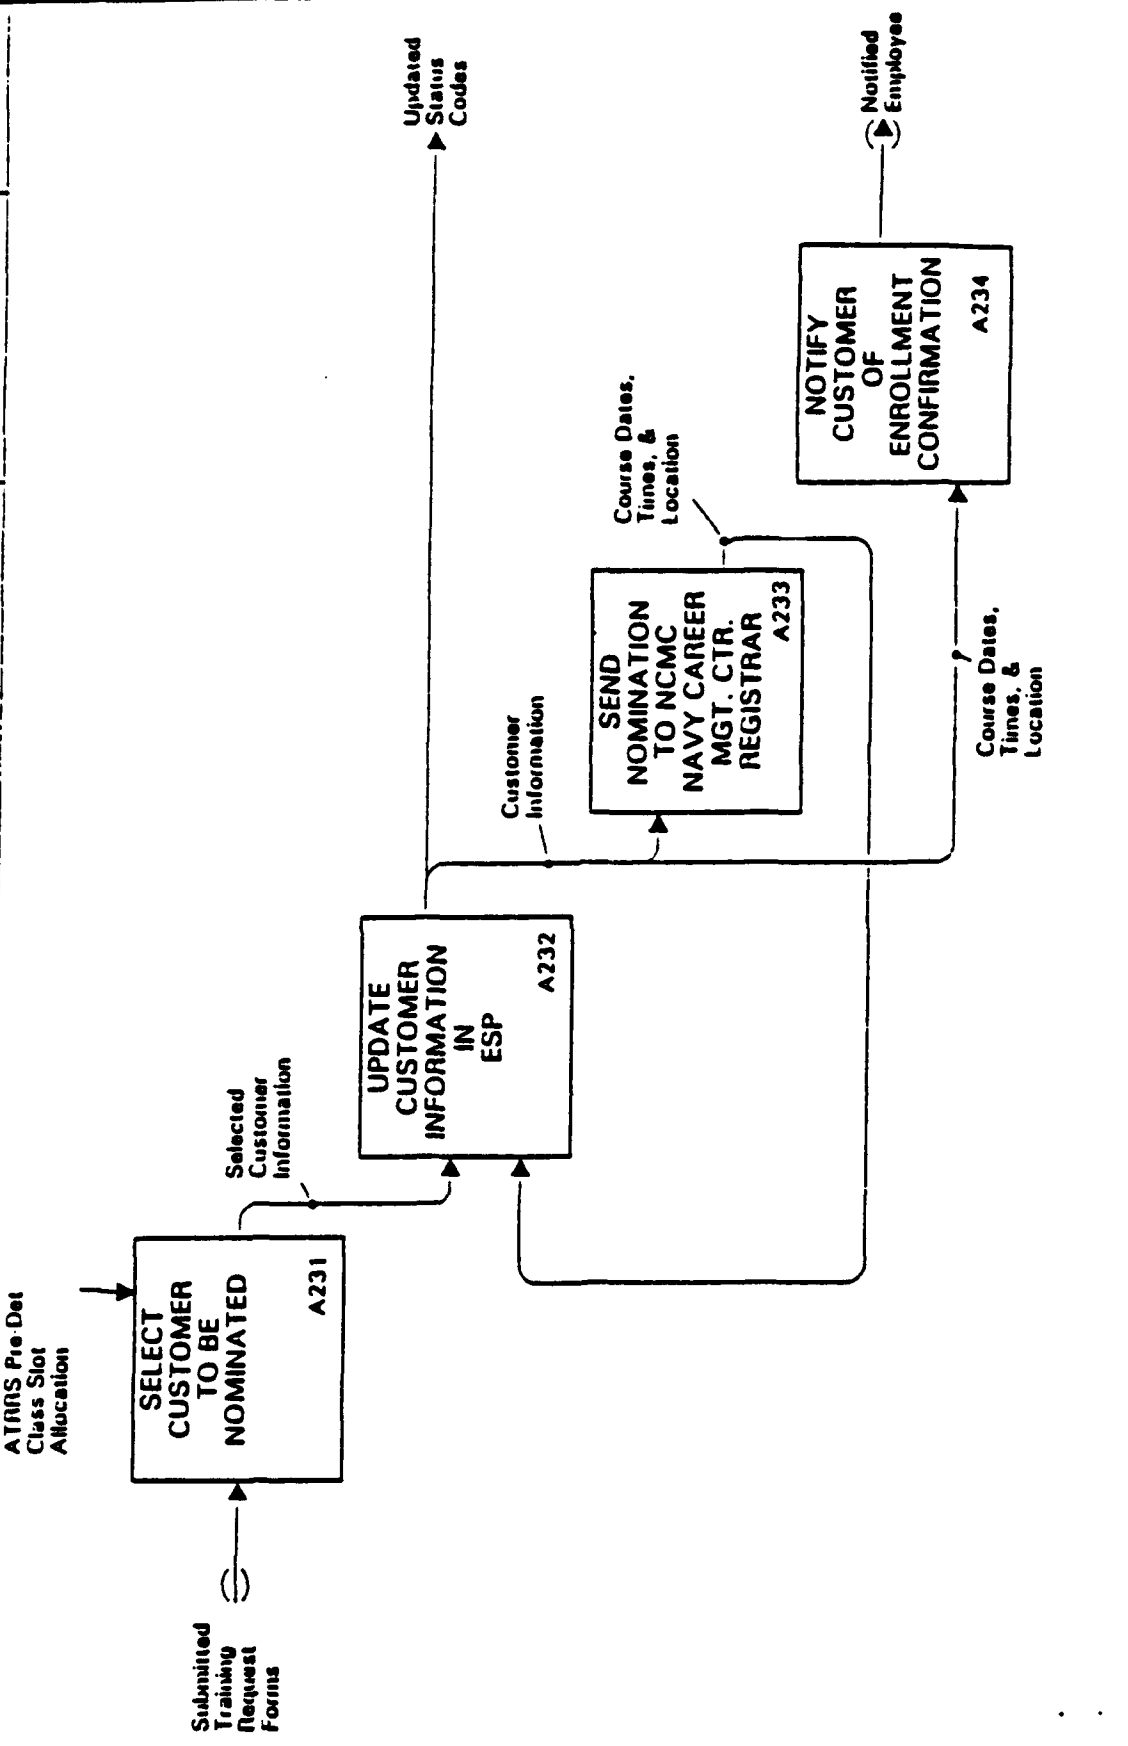 ATRRS Pre-Det
Class Slot
Allocation
Submitted
Training
Request
Forms
SELECT
CUSTOMER
TO BE
NOMINATED
A231
Selected
Customer
Information
UPDATE
CUSTOMER
INFORMATION
IN
ESP
A232
Updated
Status
Codes
Customer
Information
SEND
NOMINATION
TO NCMC
NAVY CAREER
MGT. CTR.
REGISTRAR
A233
Course Dates,
Times, &
Location
NOTIFY
CUSTOMER
OF
ENROLLMENT
CONFIRMATION
A234
Course Dates,
Times, &
Location
Notified
Employee